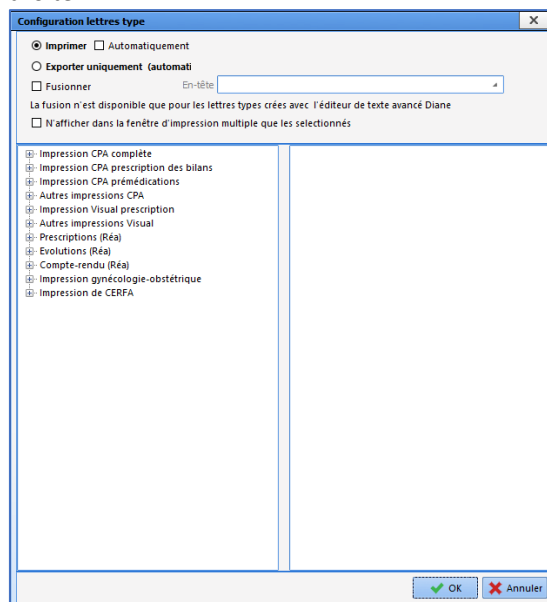 Configuration lettres type
X
Imprimer Automatiquement
Exporter uniquement (automati
Fusionner En-tête
La fusion n'est disponible que pour les lettres types crées avec l'éditeur de texte avancé Diane
N'afficher dans la fenêtre d'impression multiple que les selectionnés
Impression CPA complète
Impression CPA prescription des bilans
Impression CPA prémédications
Autres impressions CPA
Impression Visual prescription
Autres impressions Visual
Prescriptions (Réa)
Evolutions (Réa)
Compte-rendu (Réa)
Impression gynécologie-obstétrique
Impression de CERFA
OK Annuler